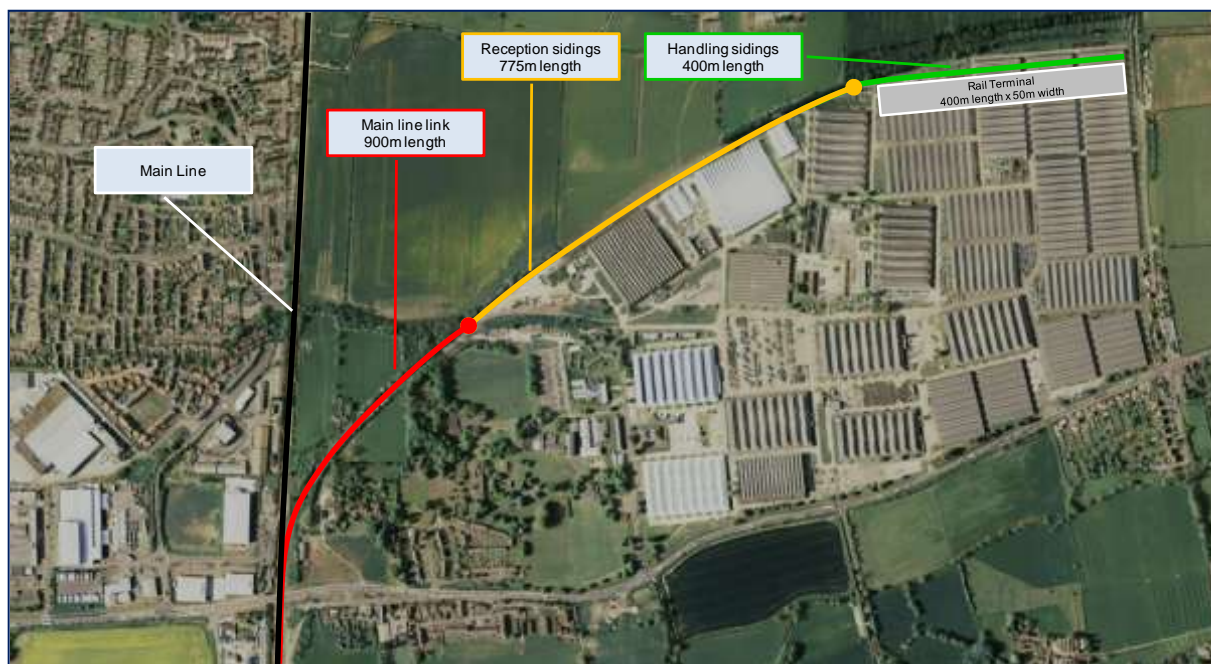 Reception sidings
775m length
Handling sidings
400m length
Rail Terminal
400m length x 50m width
Main line link
900m length
Main Line